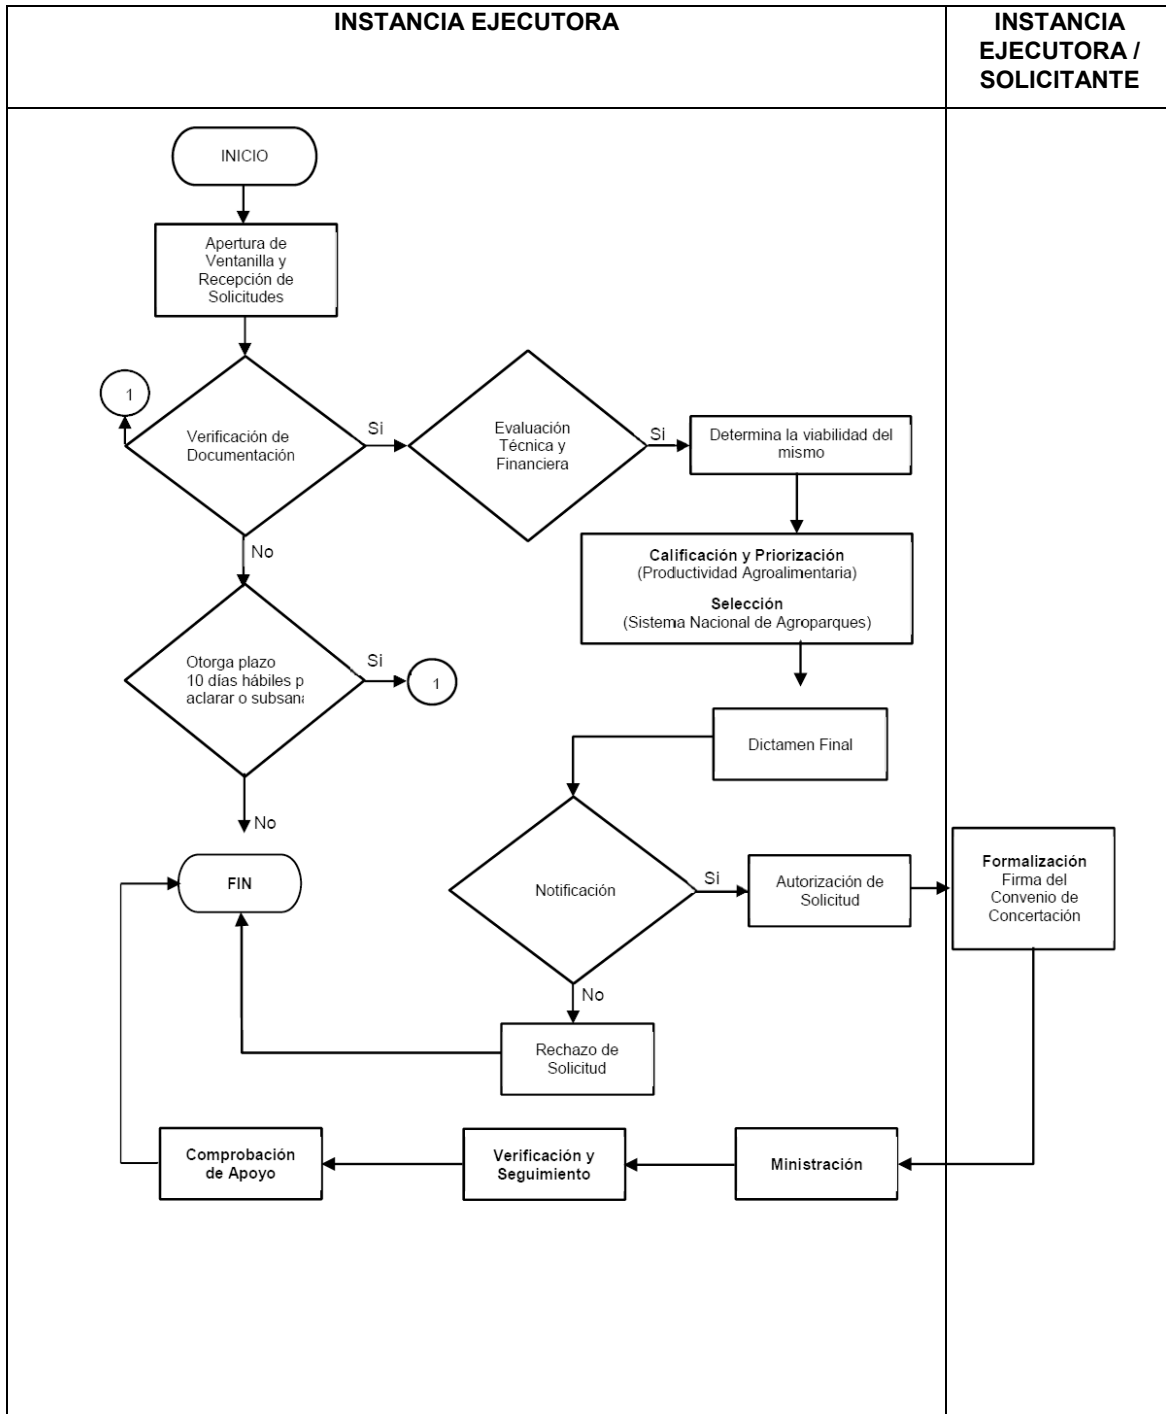 INSTANCIA EJECUTORA
INSTANCIA
EJECUTORA /
SOLICITANTE
INICIO
Apertura de
Ventanilla y
Recepción de
Solicitudes
1
Verificación de
Documentación
Si
Evaluación
Técnica y
Financiera
Si
Determina la viabilidad del
mismo
No
Calificación y Priorización
(Productividad Agroalimentaria)
Selección
(Sistema Nacional de Agroparques)
Otorga plazo
10 días hábiles p
aclarar o subsana
Si
1
No
Dictamen Final
FIN
Notificación
Si
Autorización de
Solicitud
Formalización
Firma del
Convenio de
Concertación
No
Rechazo de
Solicitud
Comprobación
de Apoyo
Verificación y
Seguimiento
Ministración